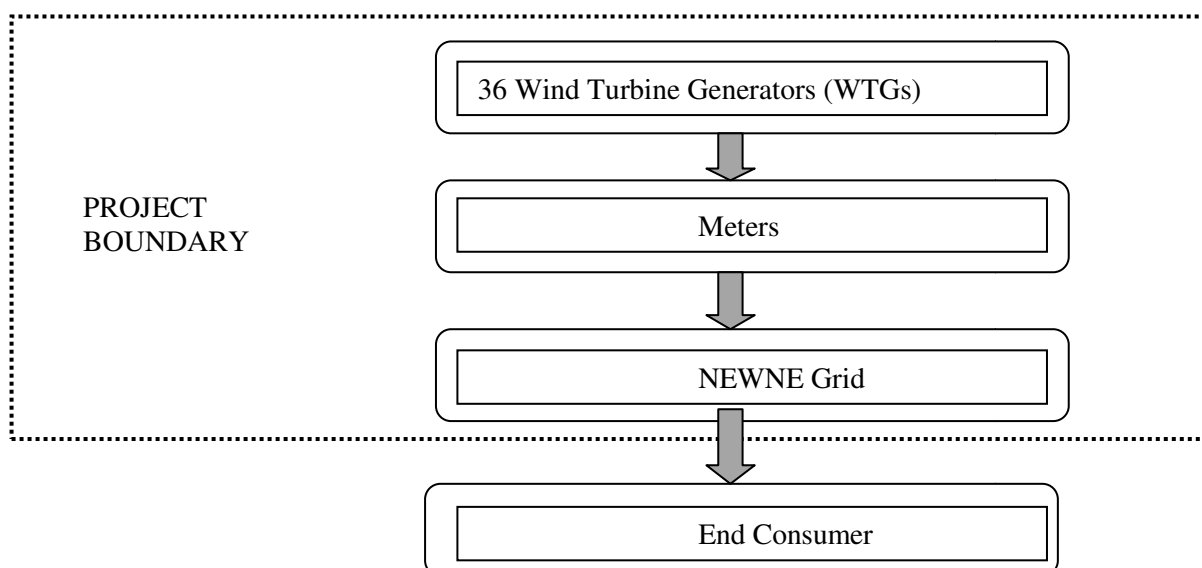 36 Wind Turbine Generators (WTGs)
PROJECT
BOUNDARY
Meters
NEWNE Grid
End Consumer